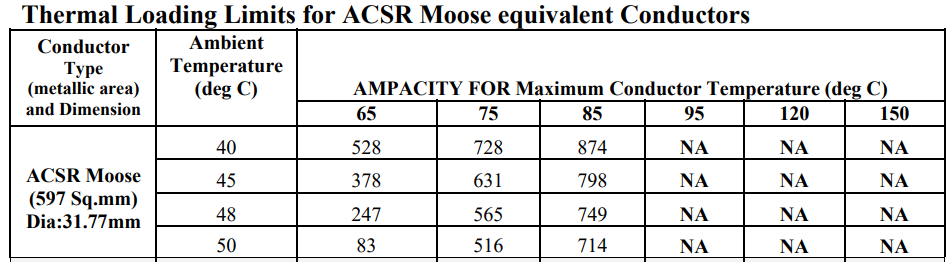 Thermal Loading Limits for ACSR Moose equivalent Conductors
Conductor Type (metallic area) and Dimension | Ambient Temperature (deg C) | AMPACITY FOR Maximum Conductor Temperature (deg C)
65 75 85 95 120 150
ACSR Moose (597 Sq.mm) Dia:31.77mm
40 528 728 874 NA NA NA
45 378 631 798 NA NA NA
48 247 565 749 NA NA NA
50 83 516 714 NA NA NA